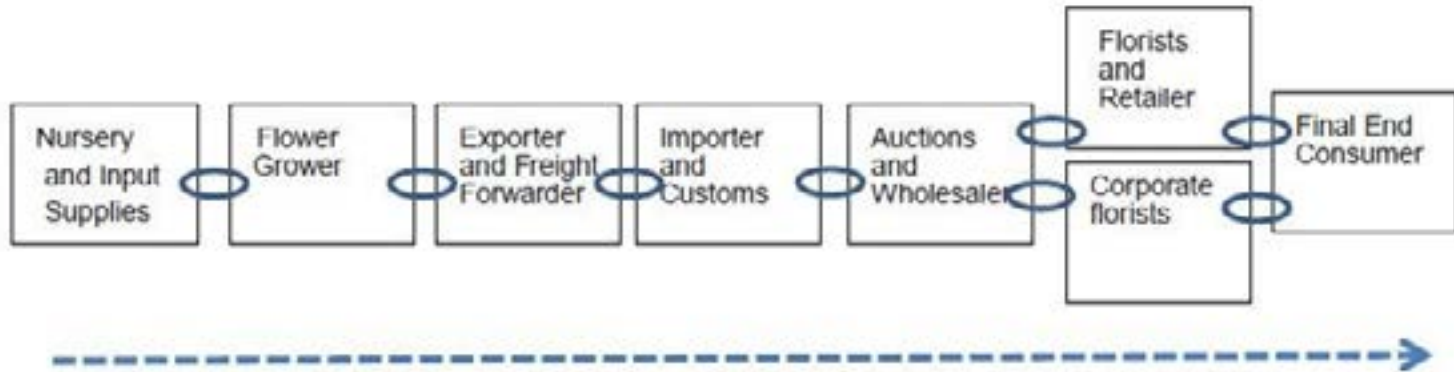 Nursery
and Input
Supplies
Flower
Grower
Exporter
and Freight
Forwarder
Importer
and
Customs
Auctions
and
Wholesaler
Florists
and
Retailer
Corporate
florists
Final End
Consumer